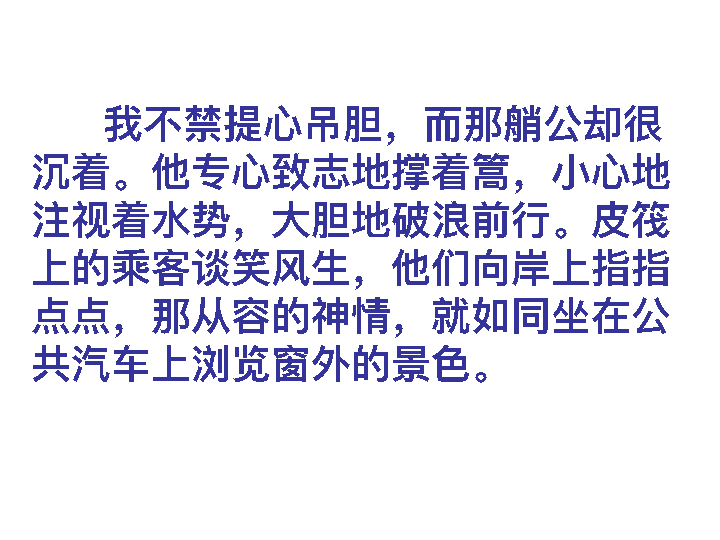 我不禁提心吊胆，而那艄公却很
沉着。他专心致志地撑着篙，小心地
注视着水势，大胆地破浪前行。皮筏
上的乘客谈笑风生，他们向岸上指指
点点，那从容的神情，就如同坐在公
共汽车上浏览窗外的景色。